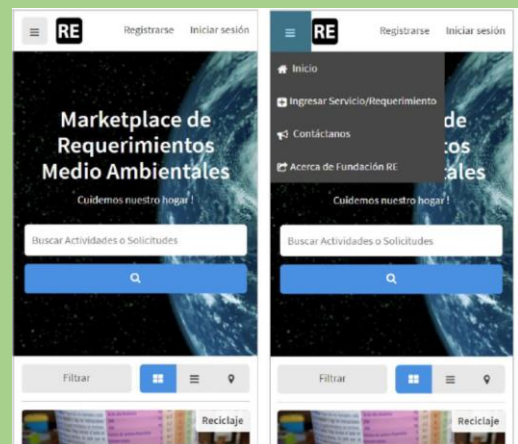 RE
Registrarse
Iniciar sesión
Marketplace de
Requerimientos
Medio Ambientales
Cuidemos nuestro hogar !
Buscar Actividades o Solicitudes
Filtrar
Reciclaje
RE
Registrarse
Iniciar sesión
Inicio
Ingresar Servicio/Requerimiento
Contáctanos
Acerca de Fundación RE
de
tos
ales
Cuidemos nuestro hogar !
Buscar Actividades o Solicitudes
Filtrar
Reciclaje